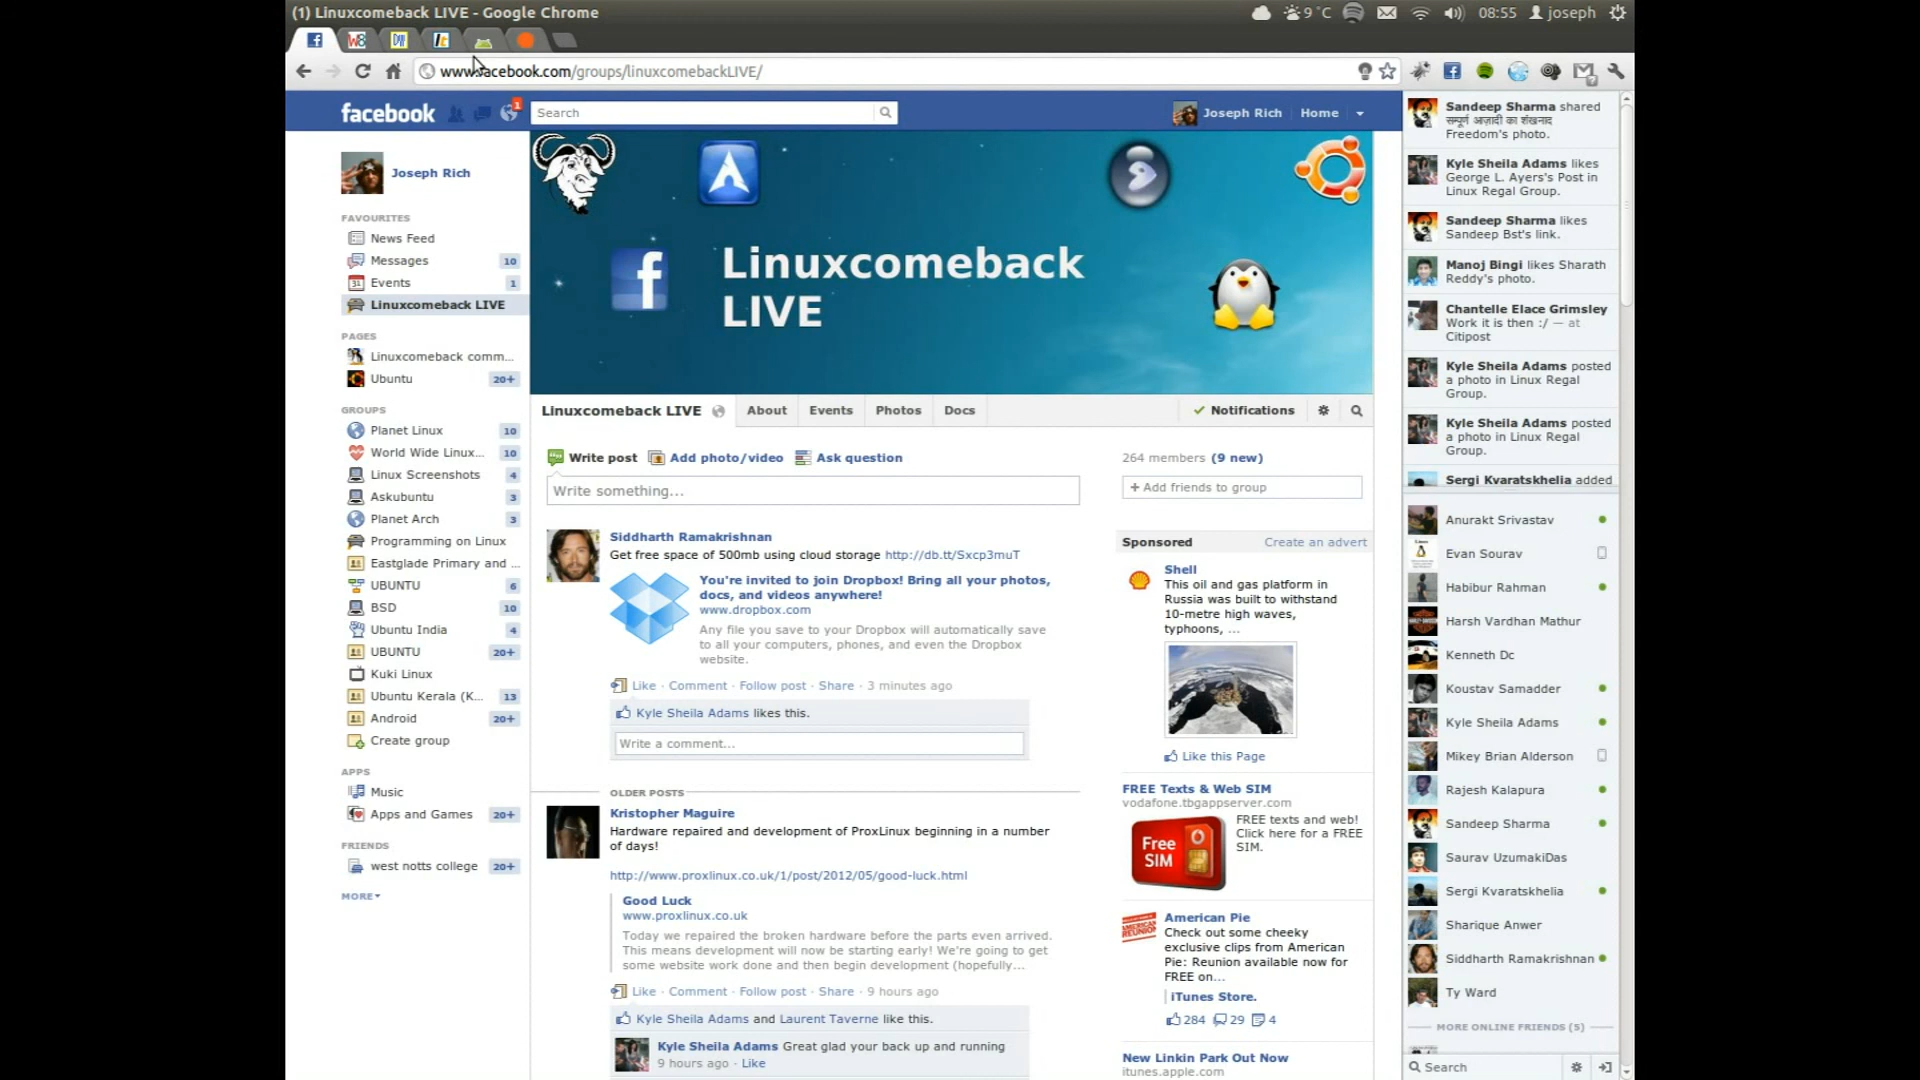 (1) Linuxcomeback LIVE - Google Chrome
9 °C 08:55 joseph
www.facebook.com/groups/linuxcomebackLIVE/
facebook 1 Search Joseph Rich Home
Joseph Rich
FAVOURITES
News Feed
Messages 10
Events 1
Linuxcomeback LIVE
PAGES
Linuxcomeback comm...
Ubuntu 20+
GROUPS
Planet Linux 10
World Wide Linux... 10
Linux Screenshots 4
Askubuntu 3
Planet Arch 3
Programming on Linux
Eastglade Primary and ...
UBUNTU 6
BSD 10
Ubuntu India 4
UBUNTU 20+
Kuki Linux
Ubuntu Kerala (K... 13
Android 20+
Create group
APPS
Music
Apps and Games 20+
FRIENDS
west notts college 20+
MORE
Linuxcomeback
LIVE
Linuxcomeback LIVE About Events Photos Docs Notifications
Write post Add photo/video Ask question
Write something...
Siddharth Ramakrishnan
Get free space of 500mb using cloud storage http://db.tt/Sxcp3muT
You're invited to join Dropbox! Bring all your photos,
docs, and videos anywhere!
www.dropbox.com
Any file you save to your Dropbox will automatically save
to all your computers, phones, and even the Dropbox
website.
Like · Comment · Follow post · Share · 3 minutes ago
Kyle Sheila Adams likes this.
Write a comment...
OLDER POSTS
Kristopher Maguire
Hardware repaired and development of ProxLinux beginning in a number
of days!
http://www.proxlinux.co.uk/1/post/2012/05/good-luck.html
Good Luck
www.proxlinux.co.uk
Today we repaired the broken hardware before the parts even arrived.
This means development will now be starting early! We're going to get
some website work done and then begin development (hopefully...
Like · Comment · Follow post · Share · 9 hours ago
Kyle Sheila Adams and Laurent Taverne like this.
Kyle Sheila Adams Great glad your back up and running
9 hours ago · Like
264 members (9 new)
+ Add friends to group
Sponsored Create an advert
Shell
This oil and gas platform in
Russia was built to withstand
10-metre high waves,
typhoons, ...
Like this Page
FREE Texts & Web SIM
vodafone.tbgappserver.com
Free
SIM
FREE texts and web!
Click here for a FREE
SIM.
American Pie
AMERICAN
REUNION
Check out some cheeky
exclusive clips from American
Pie: Reunion available now for
FREE on...
iTunes Store.
284 29 4
New Linkin Park Out Now
itunes.apple.com
Sandeep Sharma shared
सम्पूर्ण आज़ादी का शंखनाद
Freedom's photo.
Kyle Sheila Adams likes
George L. Ayers's Post in
Linux Regal Group.
Sandeep Sharma likes
Sandeep Bst's link.
Manoj Bingi likes Sharath
Reddy's photo.
Chantelle Elace Grimsley
Work it is then :/ — at
Citipost
Kyle Sheila Adams posted
a photo in Linux Regal
Group.
Kyle Sheila Adams posted
a photo in Linux Regal
Group.
Sergi Kvaratskhelia added
Anurakt Srivastav
Evan Sourav
Habibur Rahman
Harsh Vardhan Mathur
Kenneth Dc
Koustav Samadder
Kyle Sheila Adams
Mikey Brian Alderson
Rajesh Kalapura
Sandeep Sharma
Saurav UzumakiDas
Sergi Kvaratskhelia
Sharique Anwer
Siddharth Ramakrishnan
Ty Ward
MORE ONLINE FRIENDS (5)
Search